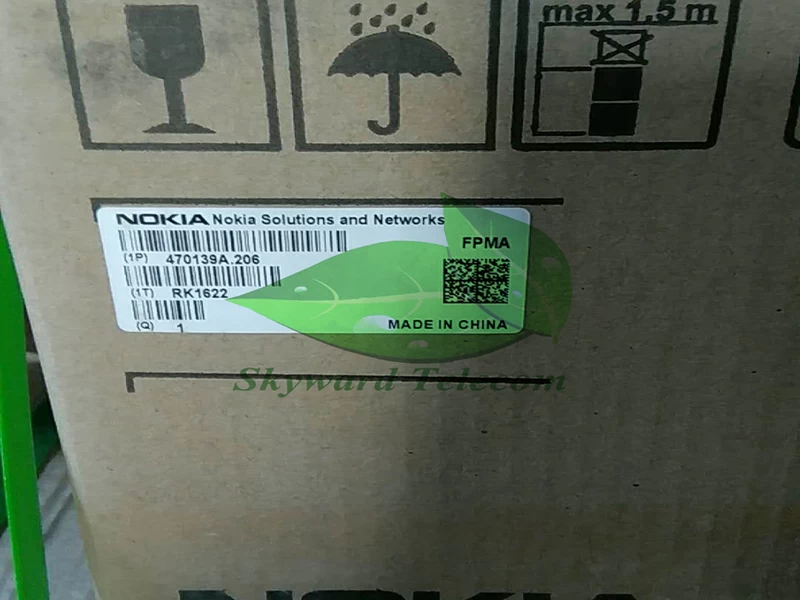 max 1.5 m
NOKIA Nokia Solutions and Networks
FPMA
(1P) 470139A.206
(1T) RK1622
(Q) 1
MADE IN CHINA
Skyward Telecom
NOKIA